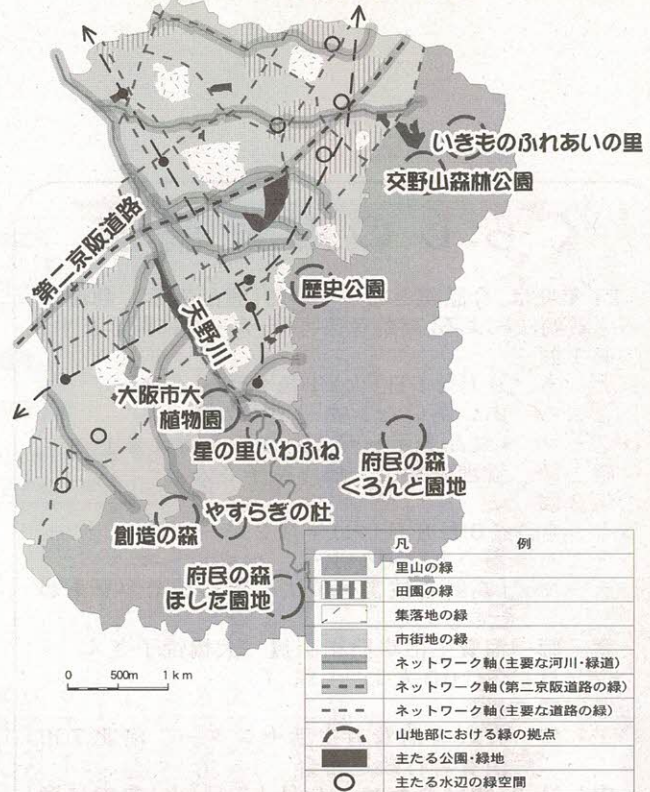 いきものふれあいの里
交野山森林公園
第二京阪道路
歴史公園
天野川
大阪市大
植物園
星の里いわふね
府民の森
くろんど園地
やすらぎの杜
創造の森
府民の森
ほしだ園地
0 500m 1km
凡 例
里山の緑
田園の緑
集落地の緑
市街地の緑
ネットワーク軸(主要な河川・緑道)
ネットワーク軸(第二京阪道路の緑)
ネットワーク軸(主要な道路の緑)
山地部における緑の拠点
主たる公園・緑地
主たる水辺の緑空間